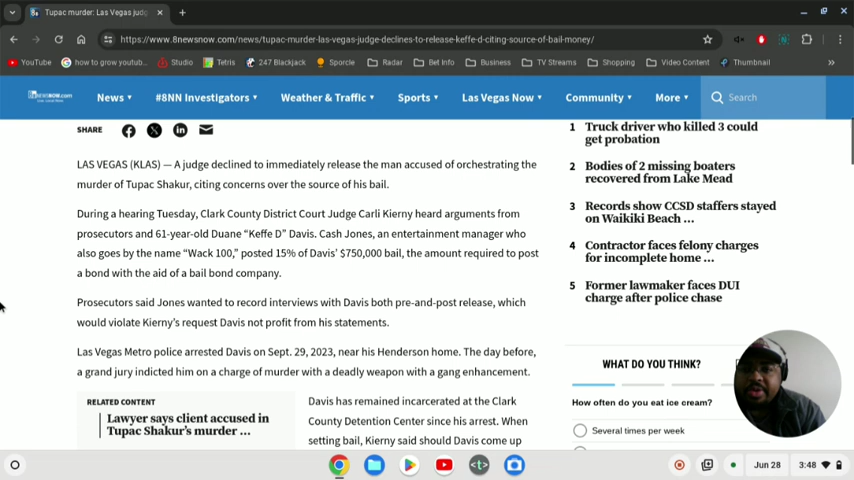 Tupac murder: Las Vegas judg
https://www.8newsnow.com/news/tupac-murder-las-vegas-judge-declines-to-release-keffe-d-citing-source-of-bail-money/
YouTube
how to grow youtub...
Studio
Tetris
247 Blackjack
Sporcle
Radar
Bet Info
Business
TV Streams
Shopping
Video Content
Thumbnail
8NEWSNOW.com
News
#8NN Investigators
Weather & Traffic
Sports
Las Vegas Now
Community
More
Search
SHARE
LAS VEGAS (KLAS) — A judge declined to immediately release the man accused of orchestrating the
murder of Tupac Shakur, citing concerns over the source of his bail.
During a hearing Tuesday, Clark County District Court Judge Carli Kierny heard arguments from
prosecutors and 61-year-old Duane “Keffe D” Davis. Cash Jones, an entertainment manager who
also goes by the name “Wack 100,” posted 15% of Davis’ $750,000 bail, the amount required to post
a bond with the aid of a bail bond company.
Prosecutors said Jones wanted to record interviews with Davis both pre-and-post release, which
would violate Kierny’s request Davis not profit from his statements.
Las Vegas Metro police arrested Davis on Sept. 29, 2023, near his Henderson home. The day before,
a grand jury indicted him on a charge of murder with a deadly weapon with a gang enhancement.
RELATED CONTENT
Lawyer says client accused in
Tupac Shakur’s murder ...
Davis has remained incarcerated at the Clark
County Detention Center since his arrest. When
setting bail, Kierny said should Davis come up
1 Truck driver who killed 3 could
get probation
2 Bodies of 2 missing boaters
recovered from Lake Mead
3 Records show CCSD staffers stayed
on Waikiki Beach ...
4 Contractor faces felony charges
for incomplete home ...
5 Former lawmaker faces DUI
charge after police chase
WHAT DO YOU THINK?
How often do you eat ice cream?
Several times per week
Jun 28
3:48